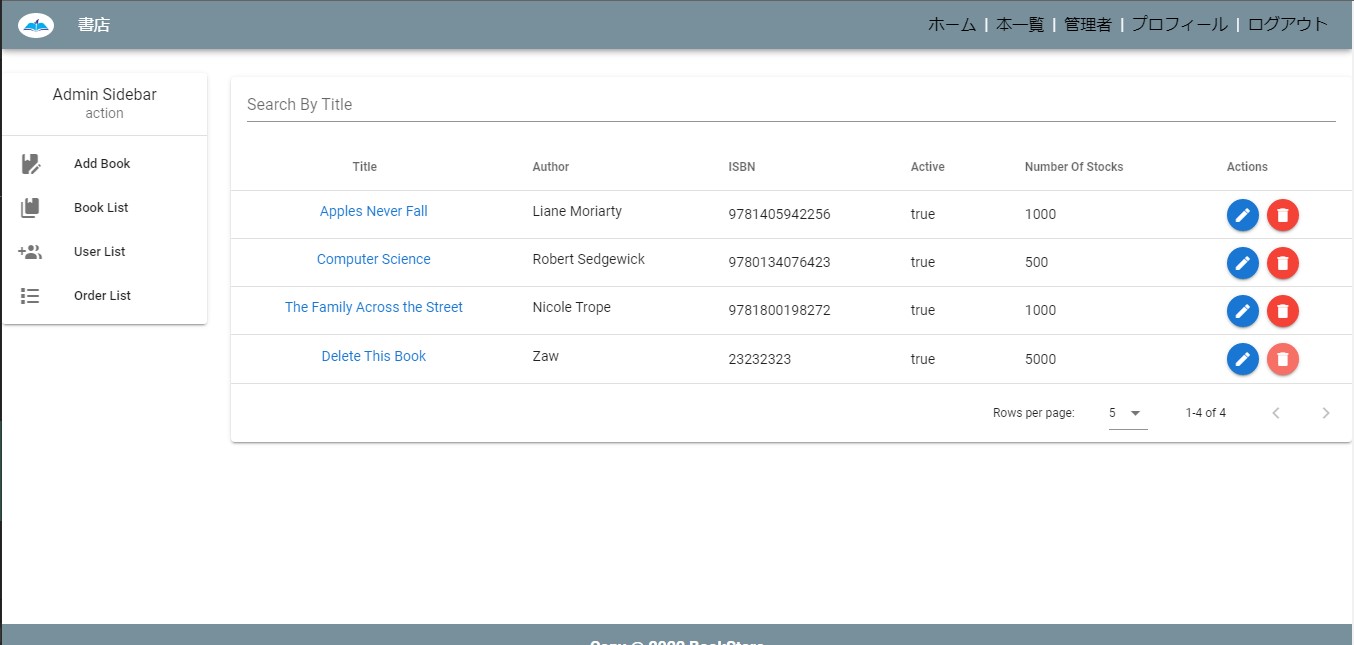 書店
ホーム | 本一覧 | 管理者 | プロフィール | ログアウト
Admin Sidebar
action
Add Book
Book List
User List
Order List
Search By Title
Title Author ISBN Active Number Of Stocks Actions
Apples Never Fall Liane Moriarty 9781405942256 true 1000
Computer Science Robert Sedgewick 9780134076423 true 500
The Family Across the Street Nicole Trope 9781800198272 true 1000
Delete This Book Zaw 23232323 true 5000
Rows per page: 5 1-4 of 4